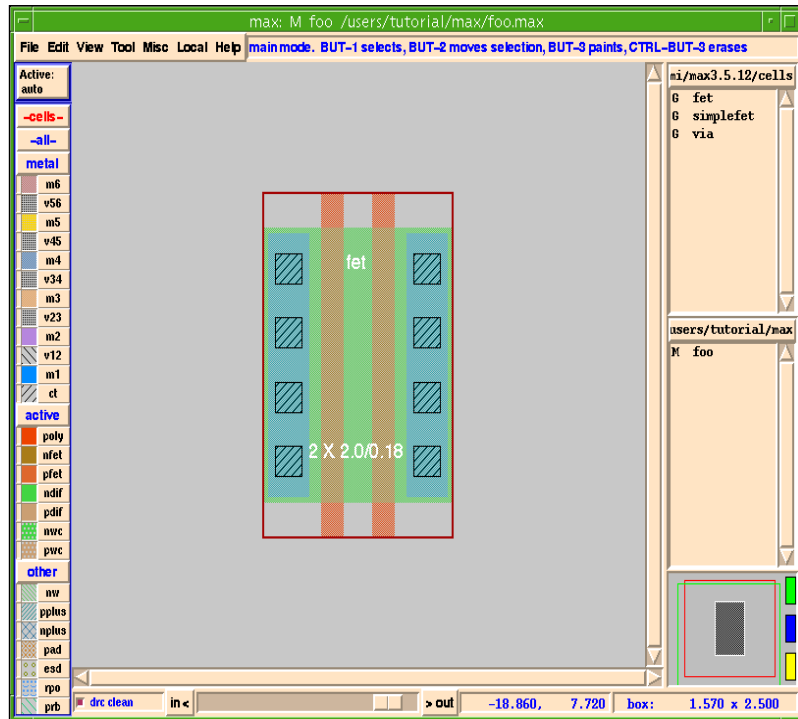 max: M foo /users/tutorial/max/foo.max
File Edit View Tool Misc Local Help main mode. BUT-1 selects, BUT-2 moves selection, BUT-3 paints, CTRL-BUT-3 erases
Active:
auto
-cells-
-all-
metal
m6
v56
m5
v45
m4
v34
m3
v23
m2
v12
m1
ct
active
poly
nfet
pfet
ndif
pdif
nwc
pwc
other
nw
pplus
nplus
pad
esd
rpo
prb
fet
2 X 2.0/0.18
mi/max3.5.12/cells
G fet
G simplefet
G via
users/tutorial/max
M foo
drc clean
in <
> out
-18.860, 7.720
box: 1.570 x 2.500